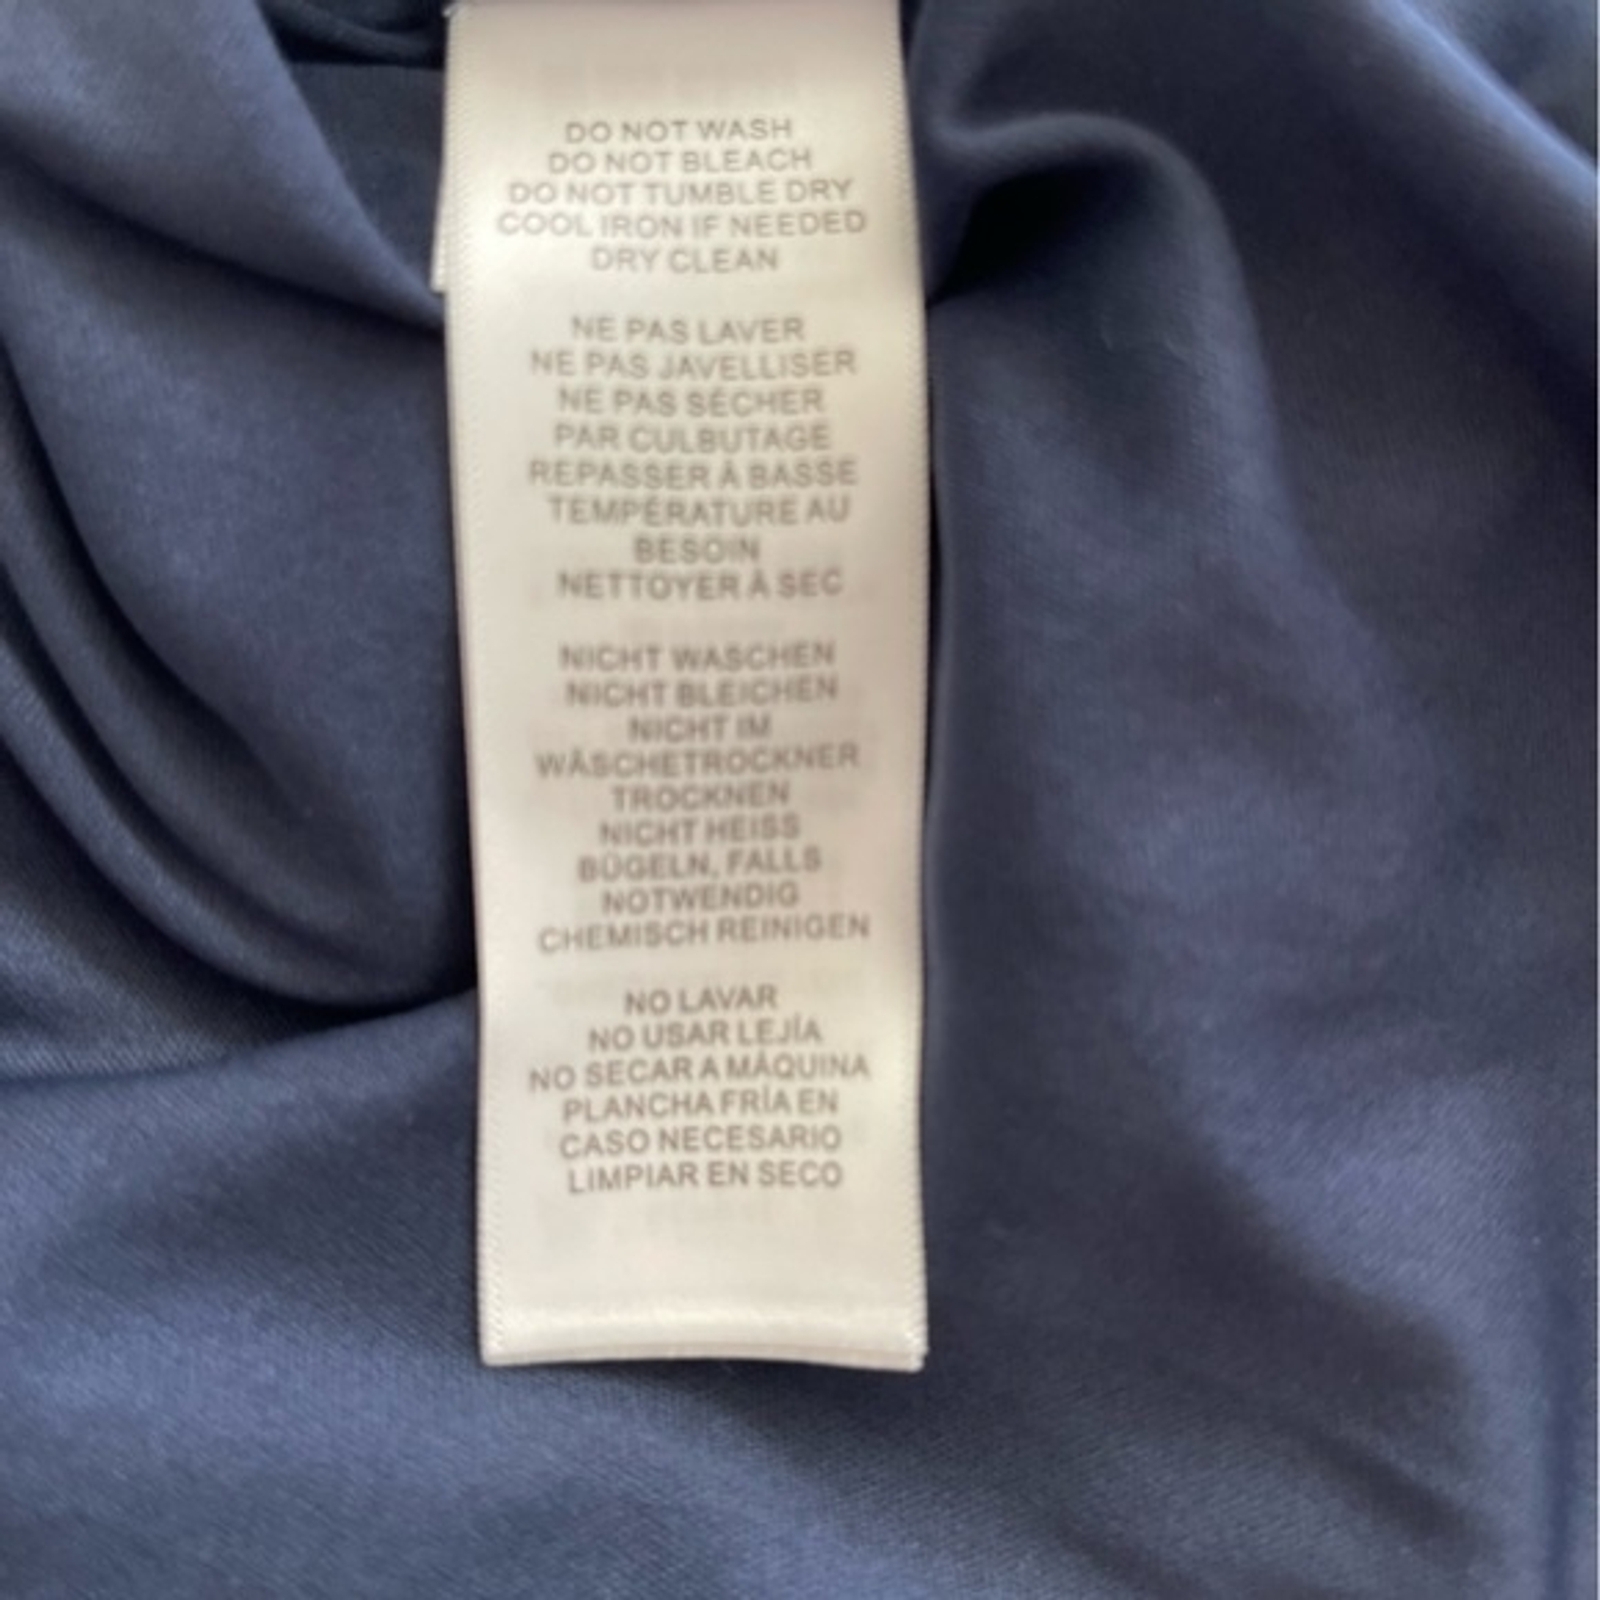 DO NOT WASH
DO NOT BLEACH
DO NOT TUMBLE DRY
COOL IRON IF NEEDED
DRY CLEAN
NE PAS LAVER
NE PAS JAVELLISER
NE PAS SÉCHER
PAR CULBUTAGE
REPASSER À BASSE
TEMPÉRATURE AU
BESOIN
NETTOYER À SEC
NICHT WASCHEN
NICHT BLEICHEN
NICHT IM
WÄSCHETROCKNER
TROCKNEN
NICHT HEISS
BÜGELN, FALLS
NOTWENDIG
CHEMISCH REINIGEN
NO LAVAR
NO USAR LEJÍA
NO SECAR A MÁQUINA
PLANCHA FRÍA EN
CASO NECESARIO
LIMPIAR EN SECO